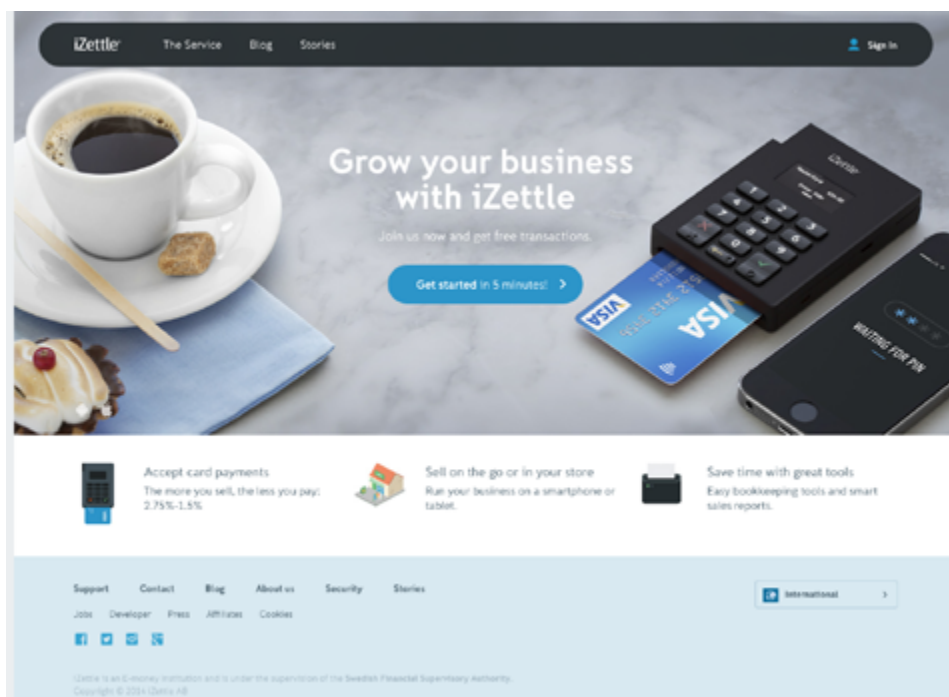 iZettle
The Service Blog Stories
Sign In
Grow your business
with iZettle
Join us now and get free transactions.
Get started in 5 minutes!
iZettle
VISA
VISA
WAITING FOR PIN
Accept card payments
The more you sell, the less you pay:
2.75%-1.5%
Sell on the go or in your store
Run your business on a smartphone or
tablet.
Save time with great tools
Easy bookkeeping tools and smart
sales reports.
Support Contact Blog About us Security Stories
Jobs Developer Press Affiliates Cookies
International
iZettle is an E-money institution and is under the supervision of the Swedish Financial Supervisory Authority.
Copyright © 2014 iZettle AB